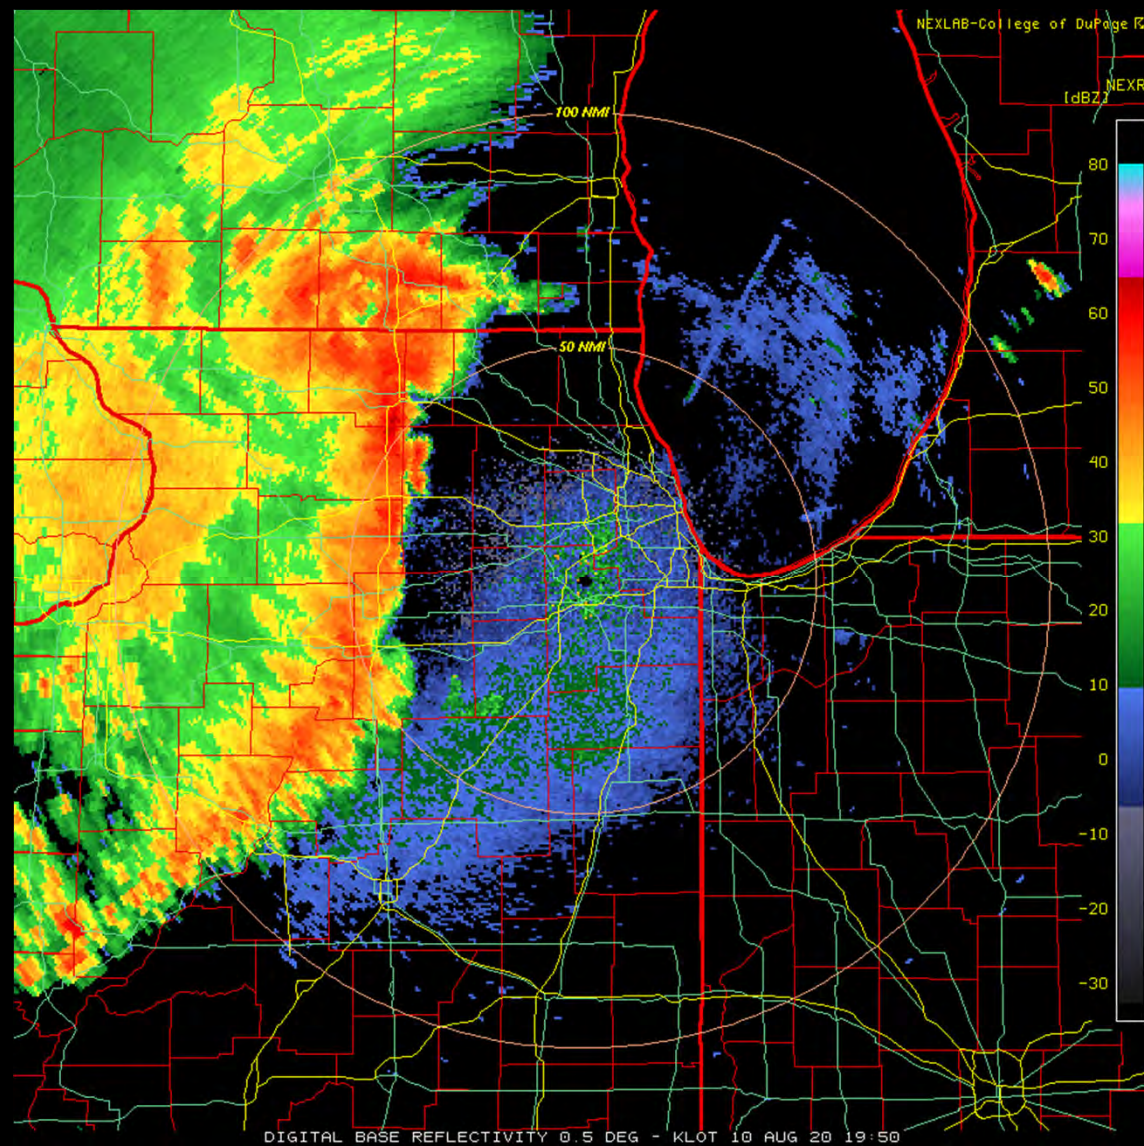 NEXLAB-College of DuPage
NEXR
[dBZ]
100 NMI
80
70
60
50 NMI
50
40
30
20
10
0
-10
-20
-30
DIGITAL BASE REFLECTIVITY 0.5 DEG - KLOT 10 AUG 20 19:50